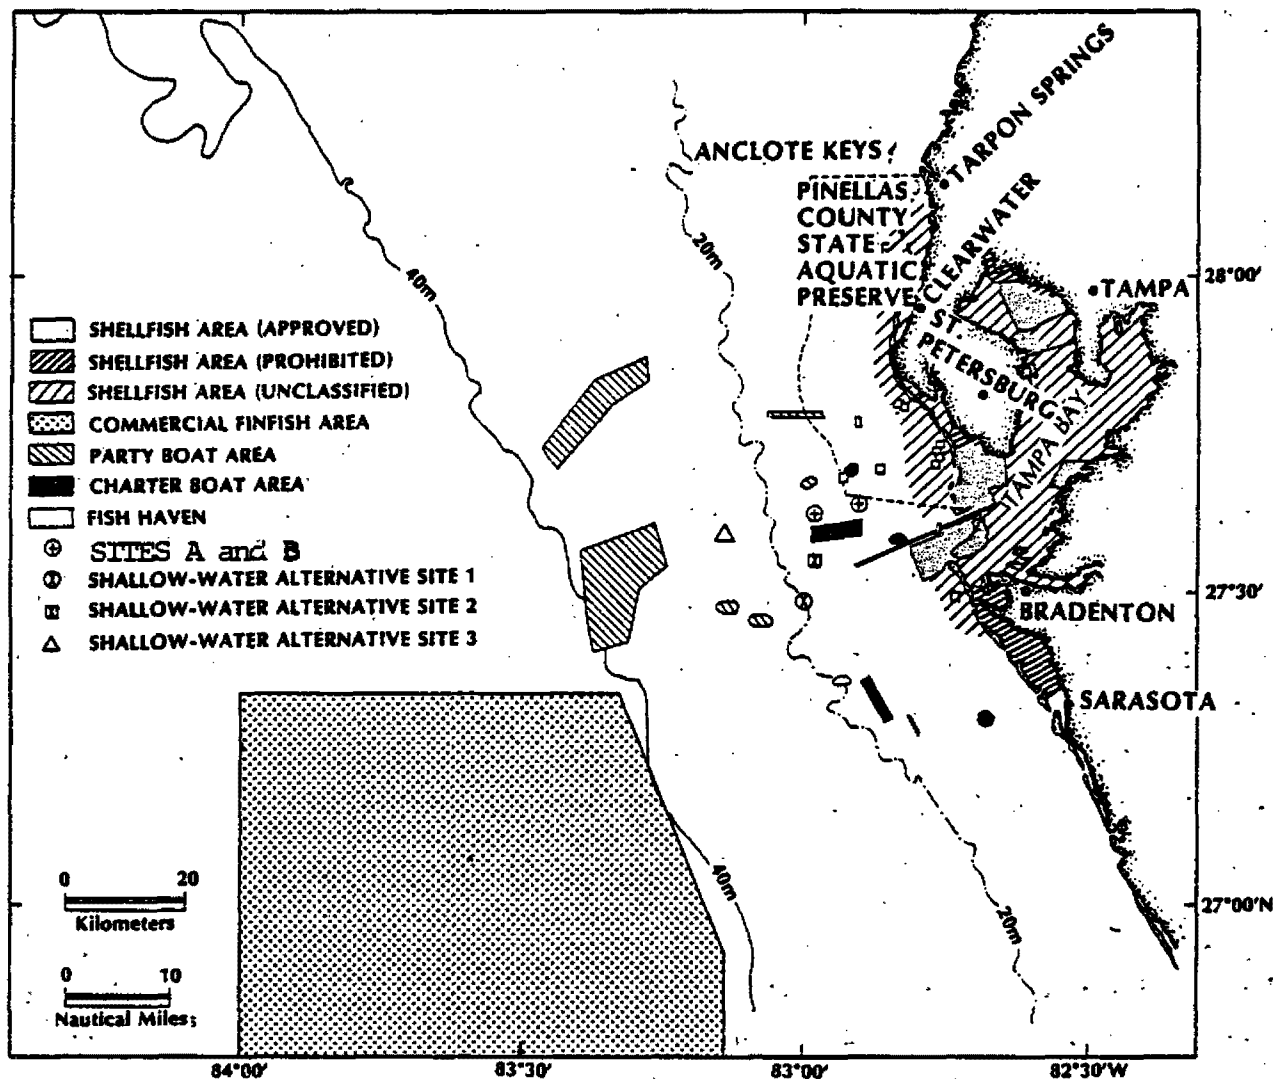 ANCLOTE KEYS
TARPON SPRINGS
PINELLAS
COUNTY
STATE
AQUATIC
PRESERVE
CLEARWATER
ST.
PETERSBURG
TAMPA
TAMPA BAY
BRADENTON
SARASOTA
20m
40m
40m
20m
SHELLFISH AREA (APPROVED)
SHELLFISH AREA (PROHIBITED)
SHELLFISH AREA (UNCLASSIFIED)
COMMERCIAL FINFISH AREA
PARTY BOAT AREA
CHARTER BOAT AREA
FISH HAVEN
SITES A and B
SHALLOW-WATER ALTERNATIVE SITE 1
SHALLOW-WATER ALTERNATIVE SITE 2
SHALLOW-WATER ALTERNATIVE SITE 3
0 20
Kilometers
0 10
Nautical Miles
28°00'
27°30'
27°00'N
84°00'
83°30'
83°00'
82°30'W